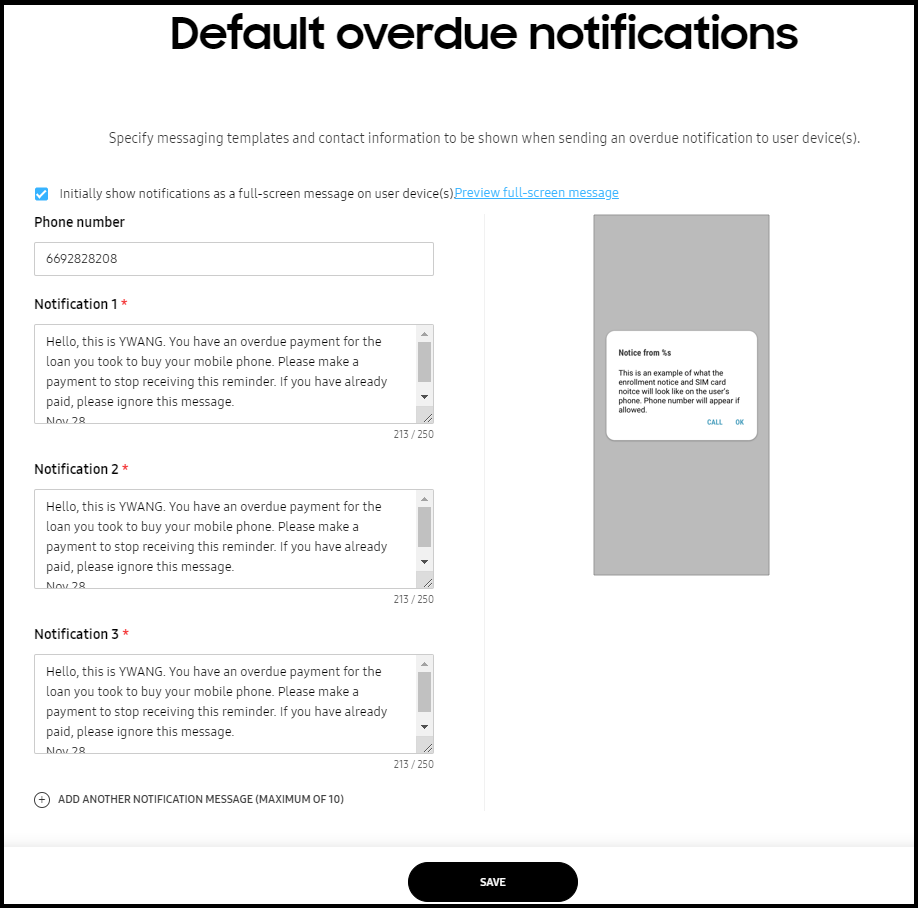 Default overdue notifications
Specify messaging templates and contact information to be shown when sending an overdue notification to user device(s).
Initially show notifications as a full-screen message on user device(s).Preview full-screen message
Phone number
6692828208
Notification 1 *
Hello, this is YWANG. You have an overdue payment for the
loan you took to buy your mobile phone. Please make a
payment to stop receiving this reminder. If you have already
paid, please ignore this message.
Nov 28
213 / 250
Notification 2 *
Hello, this is YWANG. You have an overdue payment for the
loan you took to buy your mobile phone. Please make a
payment to stop receiving this reminder. If you have already
paid, please ignore this message.
Nov 28
213 / 250
Notification 3 *
Hello, this is YWANG. You have an overdue payment for the
loan you took to buy your mobile phone. Please make a
payment to stop receiving this reminder. If you have already
paid, please ignore this message.
Nov 28
213 / 250
ADD ANOTHER NOTIFICATION MESSAGE (MAXIMUM OF 10)
Notice from %s
This is an example of what the
enrollment notice and SIM card
noitce will look like on the user's
phone. Phone number will appear if
allowed.
CALL OK
SAVE